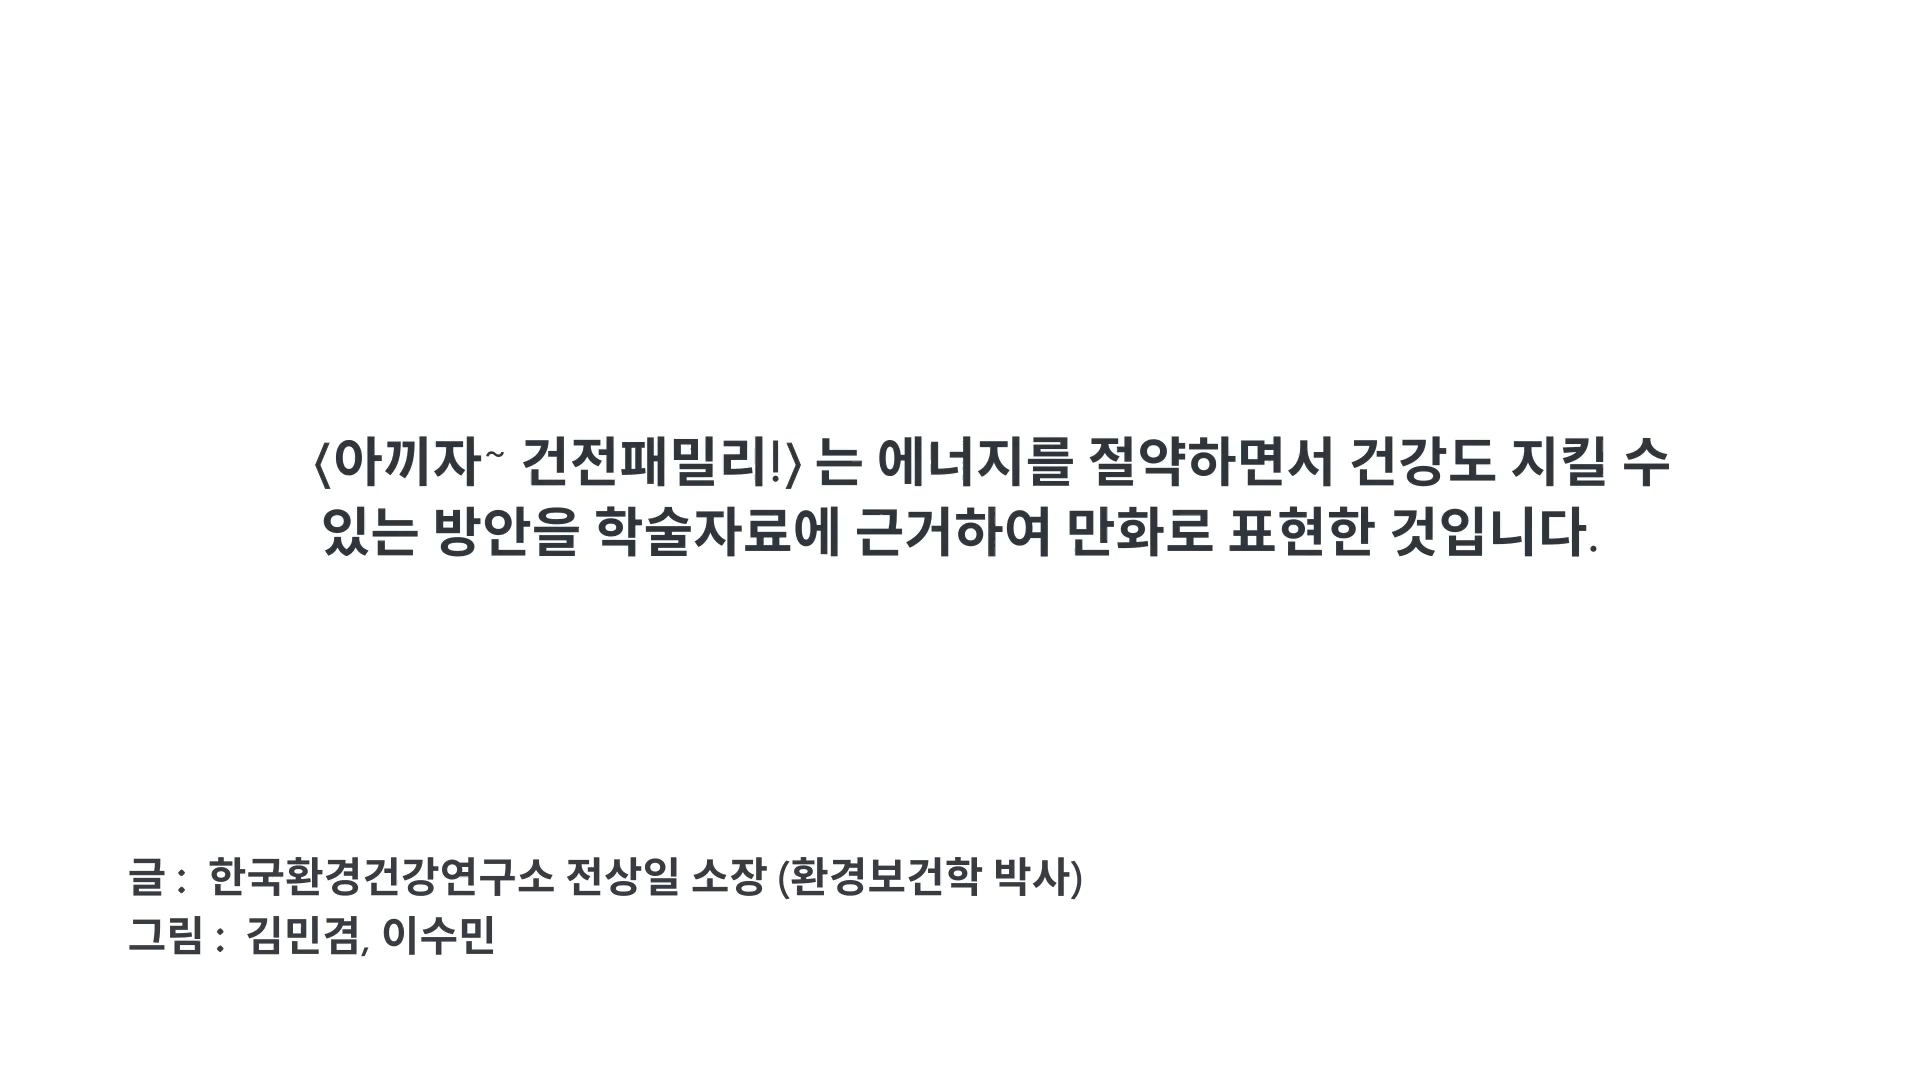 〈아끼자~ 건전패밀리!〉는 에너지를 절약하면서 건강도 지킬 수
있는 방안을 학술자료에 근거하여 만화로 표현한 것입니다.
글 : 한국환경건강연구소 전상일 소장 (환경보건학 박사)
그림 : 김민겸, 이수민